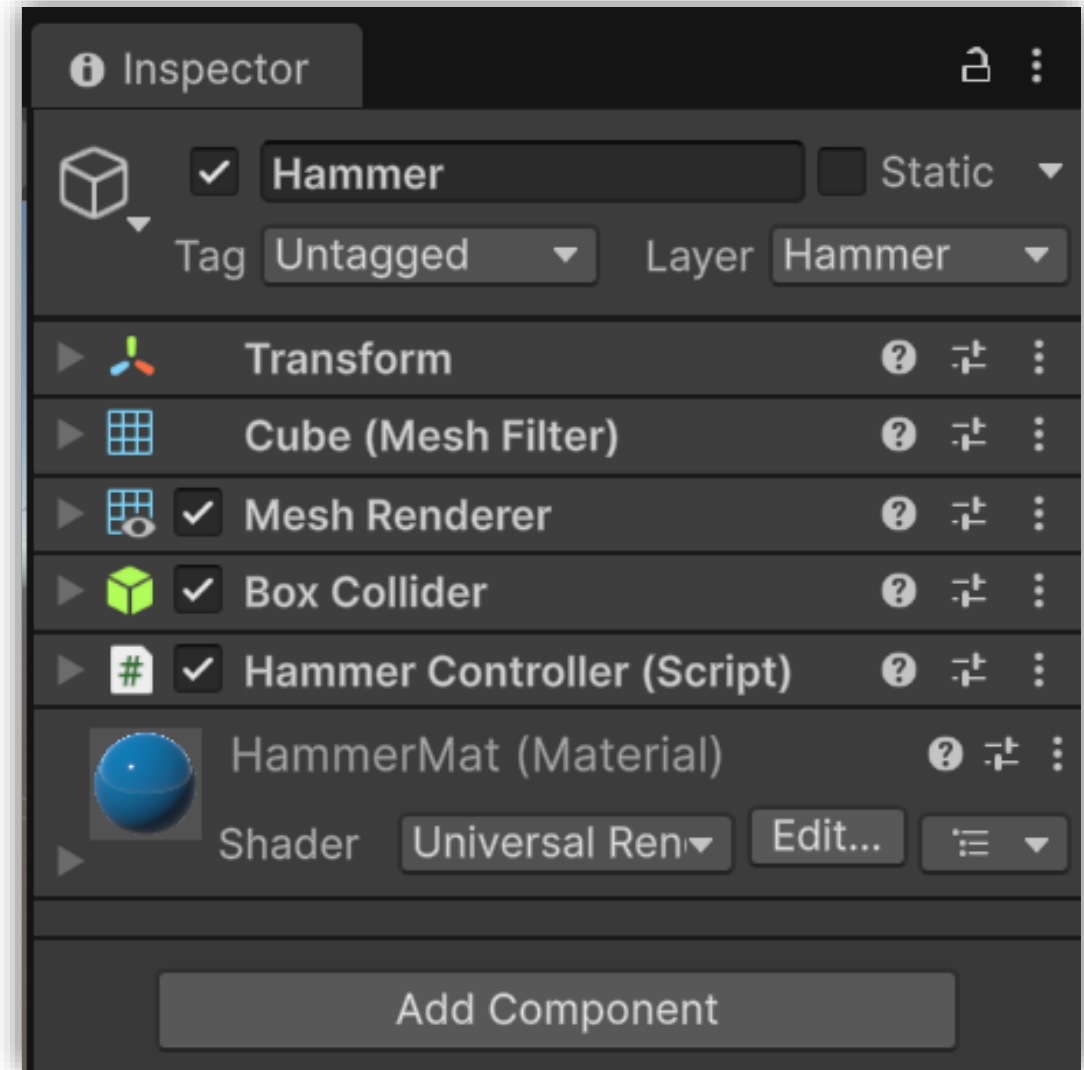 Inspector
Hammer Static
Tag Untagged Layer Hammer
Transform
Cube (Mesh Filter)
Mesh Renderer
Box Collider
# Hammer Controller (Script)
HammerMat (Material)
Shader Universal Ren Edit...
Add Component